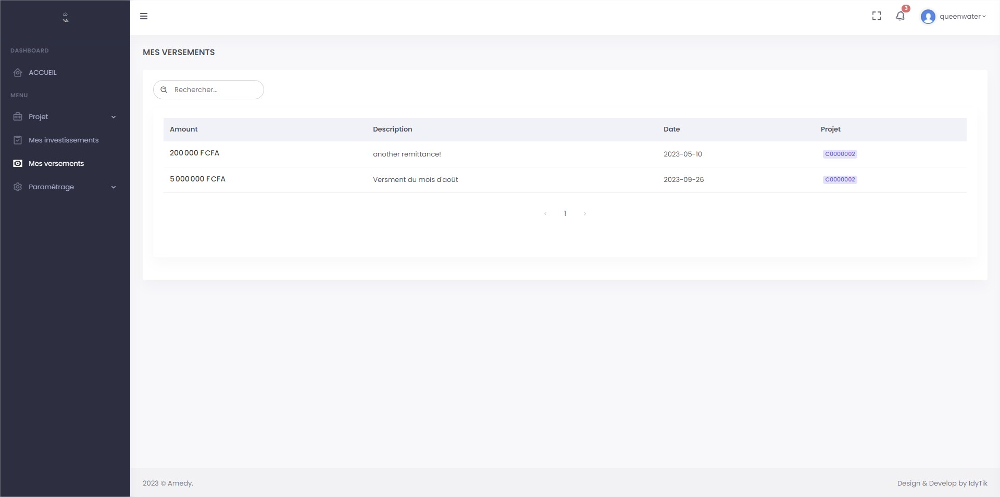 3
queenwater
DASHBOARD
ACCUEIL
MENU
Projet
Mes investissements
Mes versements
Paramètrage
MES VERSEMENTS
Rechercher...
Amount Description Date Projet
200 000 F CFA another remittance! 2023-05-10 C0000002
5 000 000 F CFA Versment du mois d'août 2023-09-26 C0000002
< 1 >
2023 © Amedy. Design & Develop by IdyTik